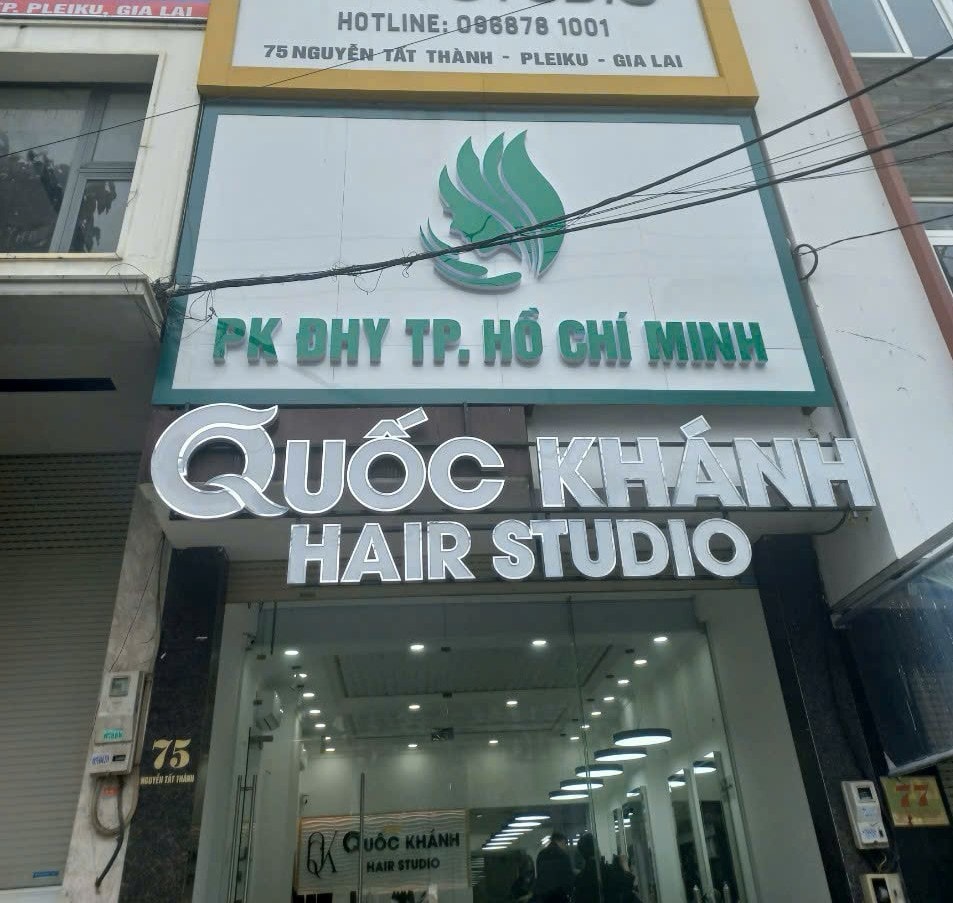 TP. PLEIKU, GIA LAI
STUDIO
HOTLINE: 096878 1001
75 NGUYỄN TẤT THÀNH - PLEIKU - GIA LAI
PK ĐHY TP. HỒ CHÍ MINH
QUỐC KHÁNH
HAIR STUDIO
75
NGUYỄN TẤT THÀNH
77
QK QUỐC KHÁNH
HAIR STUDIO